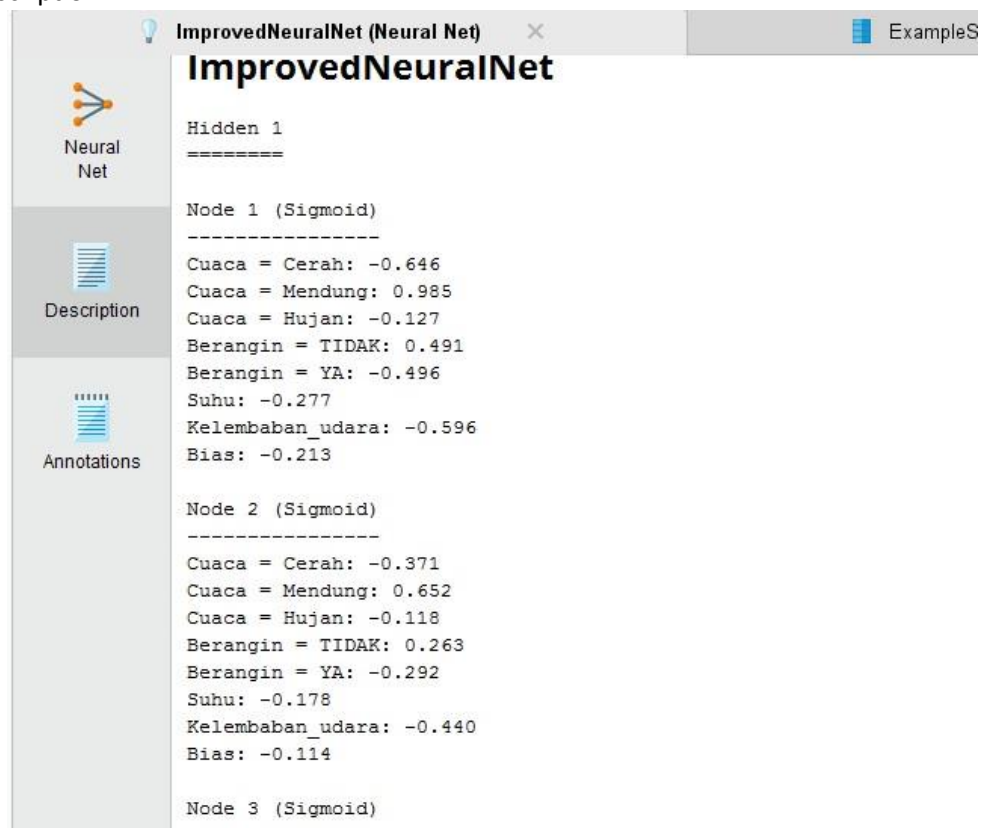 ImprovedNeuralNet (Neural Net)
ExampleS
ImprovedNeuralNet
Neural
Net
Description
Annotations
Hidden 1
========
Node 1 (Sigmoid)
----------------
Cuaca = Cerah: -0.646
Cuaca = Mendung: 0.985
Cuaca = Hujan: -0.127
Berangin = TIDAK: 0.491
Berangin = YA: -0.496
Suhu: -0.277
Kelembaban_udara: -0.596
Bias: -0.213
Node 2 (Sigmoid)
----------------
Cuaca = Cerah: -0.371
Cuaca = Mendung: 0.652
Cuaca = Hujan: -0.118
Berangin = TIDAK: 0.263
Berangin = YA: -0.292
Suhu: -0.178
Kelembaban_udara: -0.440
Bias: -0.114
Node 3 (Sigmoid)